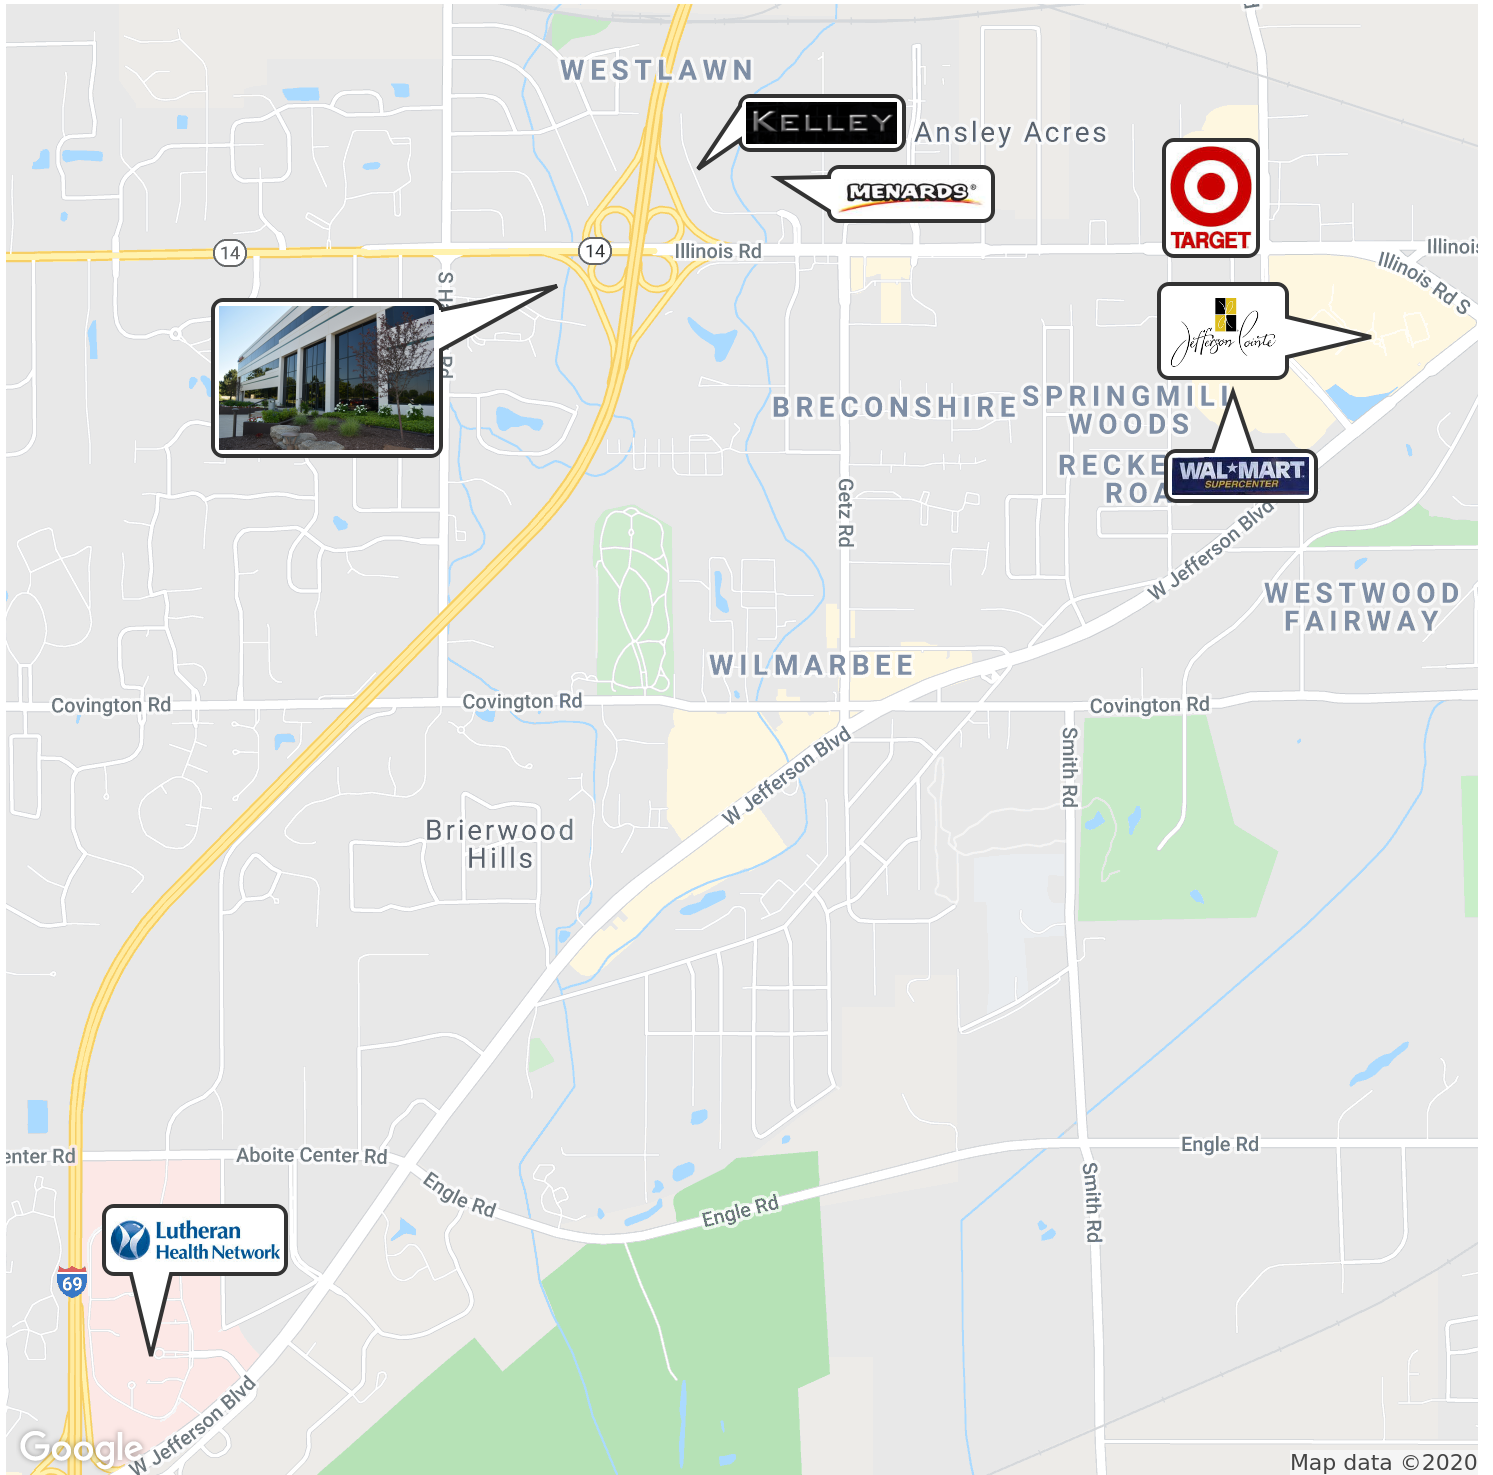 WESTLAWN
KELLEY
Ansley Acres
MENARDS®
TARGET
14
14
Illinois Rd
Illinois
Illinois Rd S
Rd
Jefferson Pointe
BRECONSHIRE
SPRINGMILL
WOODS
RECKE
ROA
WAL★MART
SUPERCENTER
Getz Rd
W Jefferson Blvd
WESTWOOD
FAIRWAY
WILMARBEE
Covington Rd
Covington Rd
Covington Rd
W Jefferson Blvd
Smith Rd
Brierwood
Hills
enter Rd
Aboite Center Rd
Engle Rd
Engle Rd
Engle Rd
Smith Rd
Lutheran
Health Network
69
W Jefferson Blvd
Google
Map data ©2020